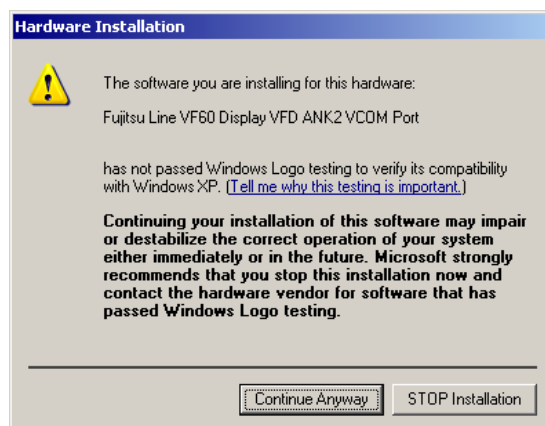 Hardware Installation
The software you are installing for this hardware:
Fujitsu Line VF60 Display VFD ANK2 VCOM Port
has not passed Windows Logo testing to verify its compatibility
with Windows XP. (Tell me why this testing is important.)
Continuing your installation of this software may impair
or destabilize the correct operation of your system
either immediately or in the future. Microsoft strongly
recommends that you stop this installation now and
contact the hardware vendor for software that has
passed Windows Logo testing.
Continue Anyway
STOP Installation